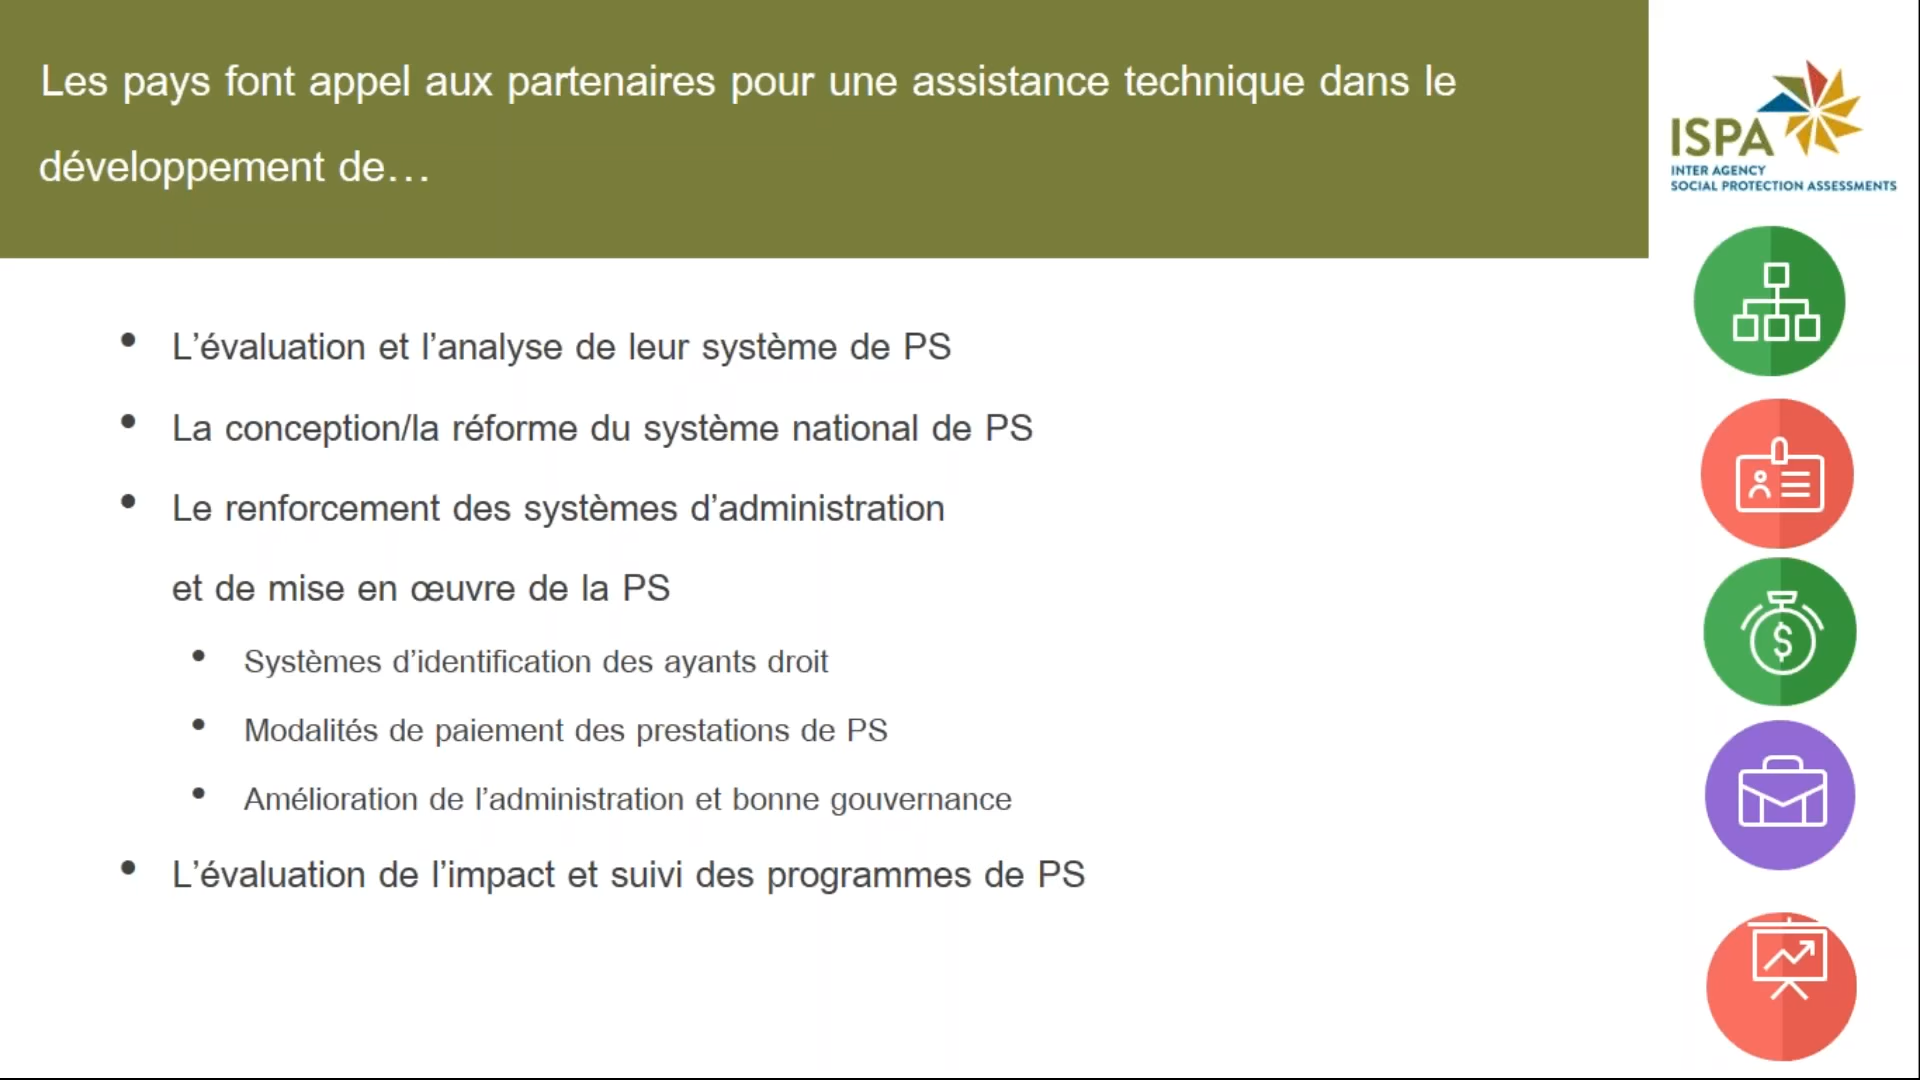 Les pays font appel aux partenaires pour une assistance technique dans le
développement de…
ISPA
INTER AGENCY
SOCIAL PROTECTION ASSESSMENTS
• L’évaluation et l’analyse de leur système de PS
• La conception/la réforme du système national de PS
• Le renforcement des systèmes d’administration
et de mise en œuvre de la PS
• Systèmes d’identification des ayants droit
• Modalités de paiement des prestations de PS
• Amélioration de l’administration et bonne gouvernance
• L’évaluation de l’impact et suivi des programmes de PS
$